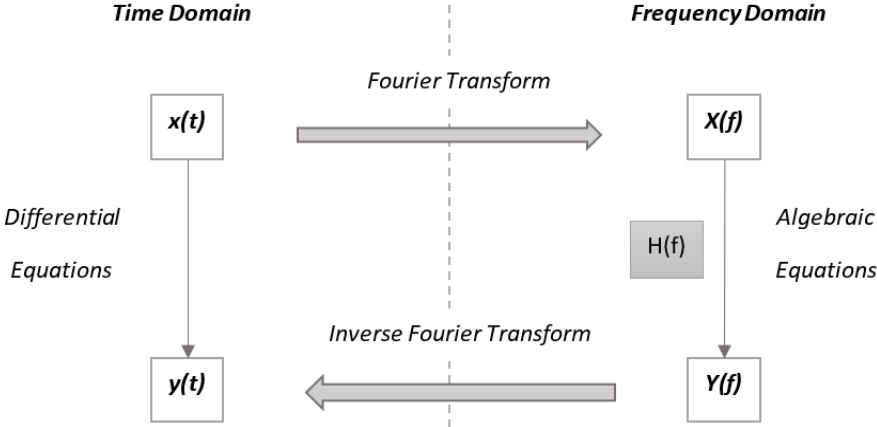 Time Domain
Frequency Domain
Fourier Transform
x(t)
X(f)
Differential
Equations
H(f)
Algebraic
Equations
Inverse Fourier Transform
y(t)
Y(f)